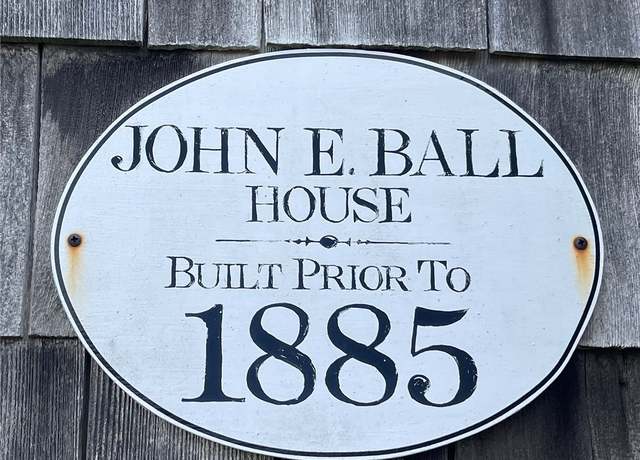 JOHN E. BALL
HOUSE
BUILT PRIOR TO
1885